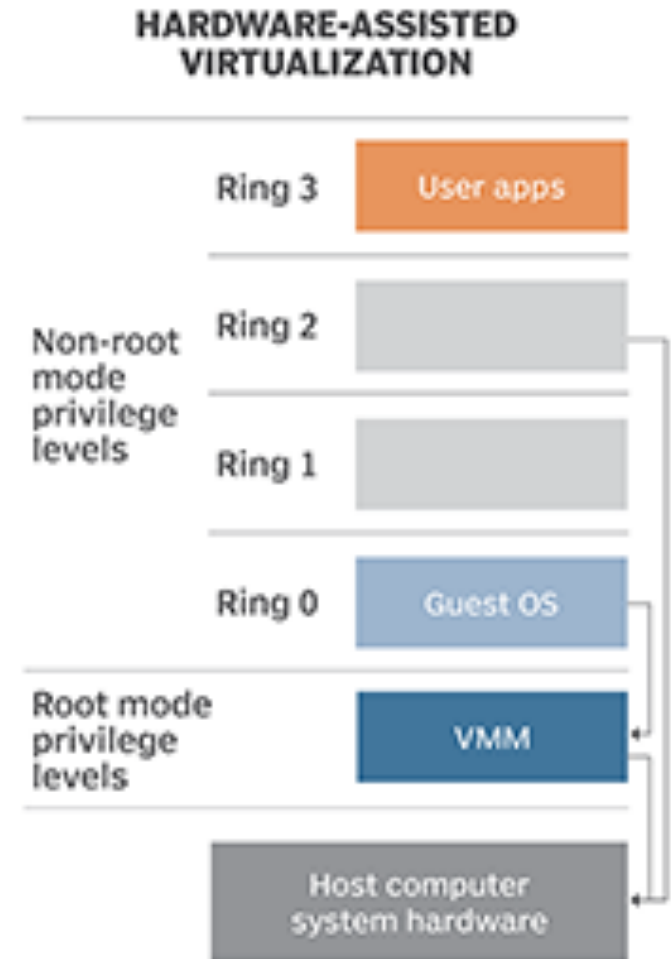 HARDWARE-ASSISTED
VIRTUALIZATION
Ring 3
User apps
Non-root
mode
privilege
levels
Ring 2
Ring 1
Ring 0
Guest OS
Root mode
privilege
levels
VMM
Host computer
system hardware